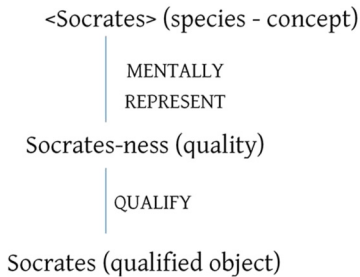 <Socrates> (species - concept)
MENTALLY
REPRESENT
Socrates-ness (quality)
QUALIFY
Socrates (qualified object)